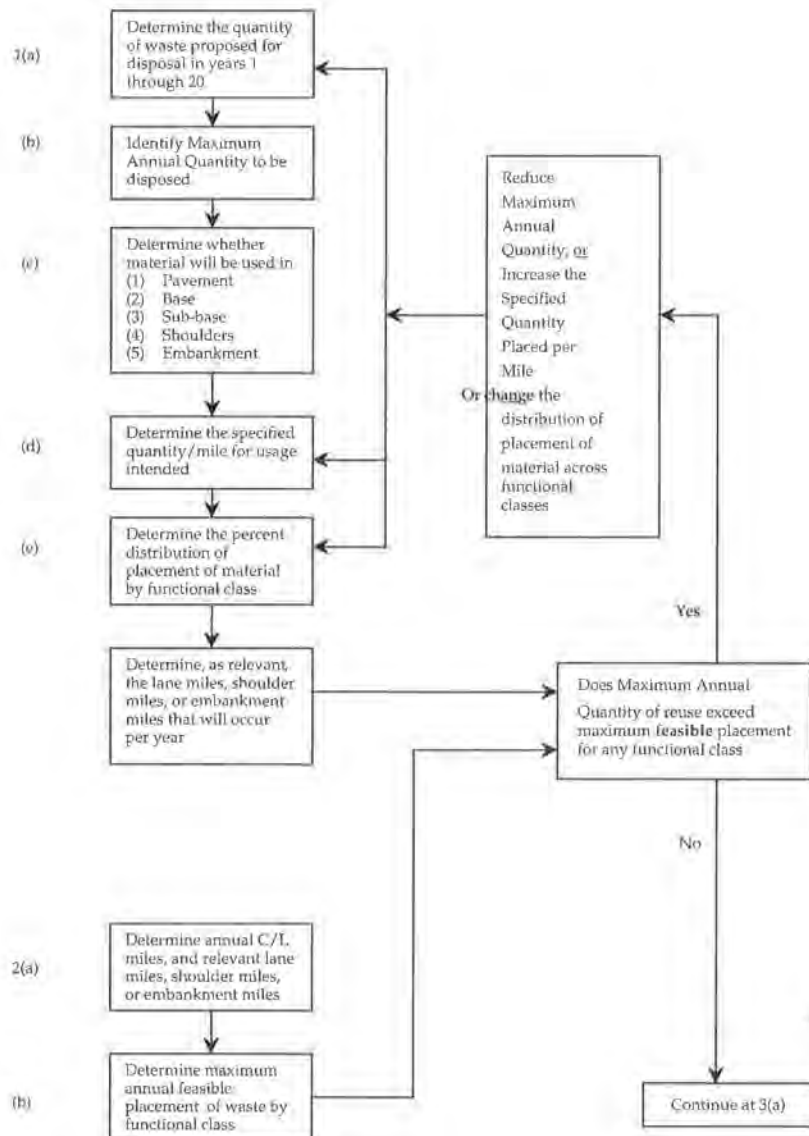 1(a)
Determine the quantity
of waste proposed for
disposal in years 1
through 20
(b)
Identify Maximum
Annual Quantity to be
disposed
(c)
Determine whether
material will be used in
(1) Pavement
(2) Base
(3) Sub-base
(4) Shoulders
(5) Embankment
(d)
Determine the specified
quantity/mile for usage
intended
(e)
Determine the percent
distribution of
placement of material
by functional class
Determine, as relevant,
the lane miles, shoulder
miles, or embankment
miles that will occur
per year
Reduce
Maximum
Annual
Quantity, or
Increase the
Specified
Quantity
Placed per
Mile
Or change the
distribution of
placement of
material across
functional
classes
Yes
Does Maximum Annual
Quantity of reuse exceed
maximum feasible placement
for any functional class
No
2(a)
Determine annual C/L
miles, and relevant lane
miles, shoulder miles,
or embankment miles
(b)
Determine maximum
annual feasible
placement of waste by
functional class
Continue at 3(a)